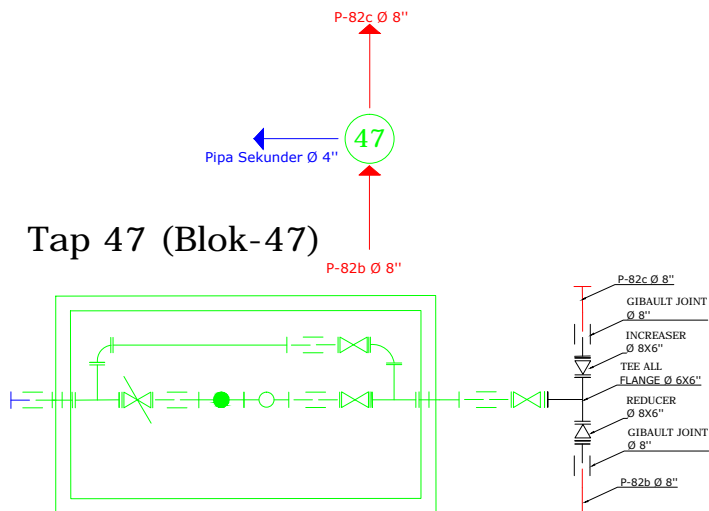 P-82c Ø 8''
47
Pipa Sekunder Ø 4''
Tap 47 (Blok-47)
P-82b Ø 8''
P-82c Ø 8''
GIBAULT JOINT
Ø 8"
INCREASER
Ø 8X6"
TEE ALL
FLANGE Ø 6X6"
REDUCER
Ø 8X6"
GIBAULT JOINT
Ø 8"
P-82b Ø 8''